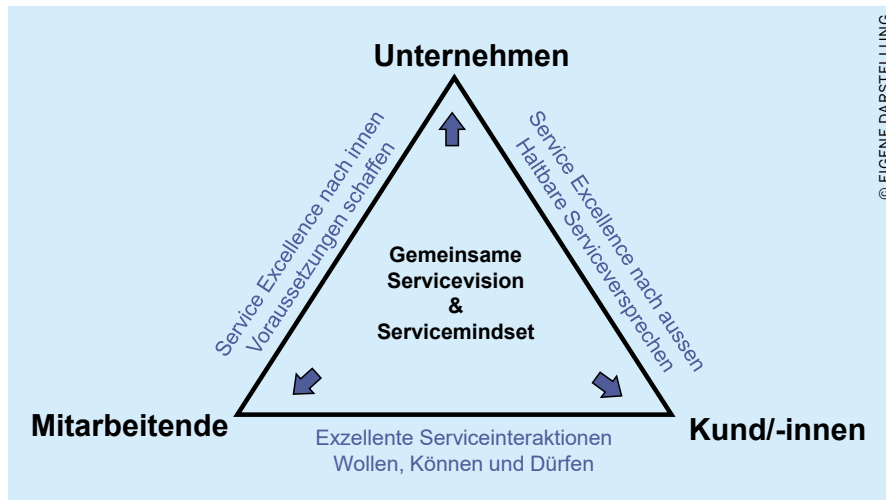 Unternehmen
© EIGENE DARSTELLUNG
Service Excellence nach innen
Voraussetzungen schaffen
Service Excellence nach aussen
Haltbare Serviceversprechen
Gemeinsame
Servicevision
&
Servicemindset
Mitarbeitende
Kund/-innen
Exzellente Serviceinteraktionen
Wollen, Können und Dürfen